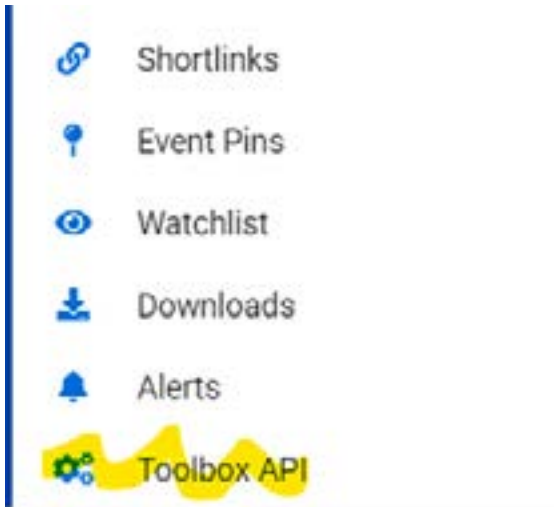 Shortlinks
Event Pins
Watchlist
Downloads
Alerts
Toolbox API